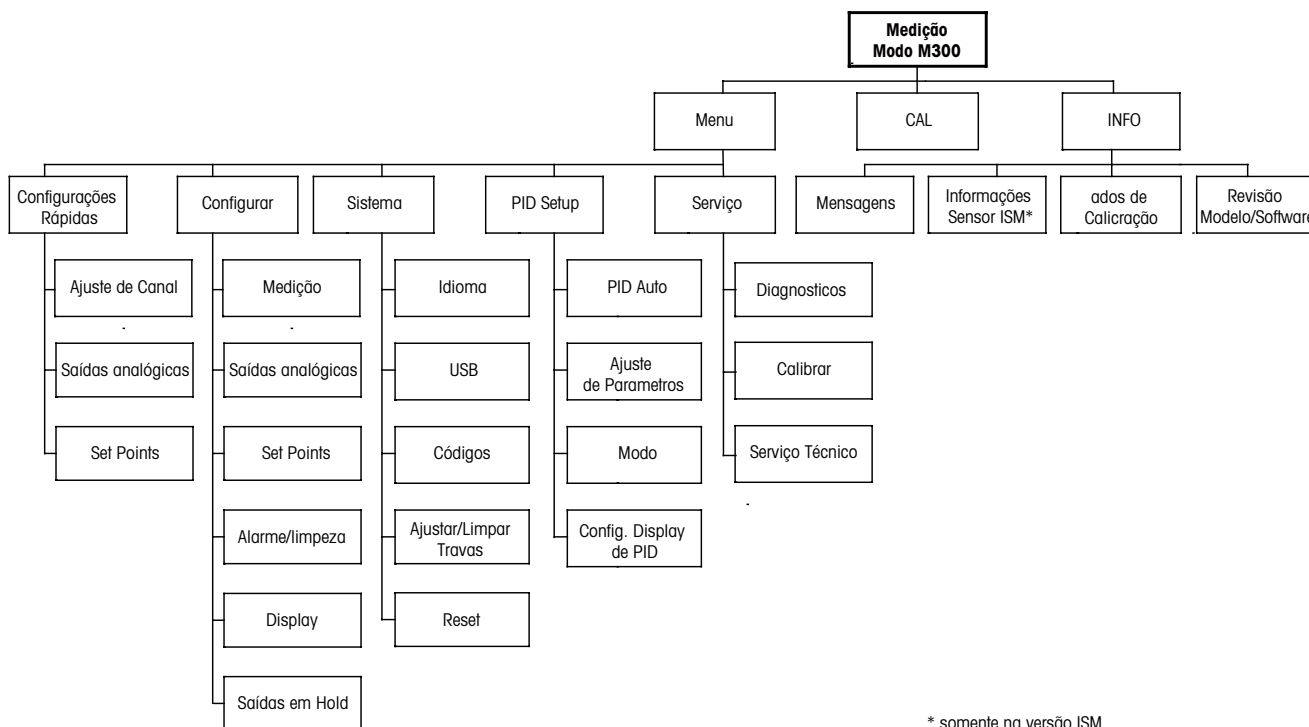 Medição
Modo M300
Menu
CAL
INFO
Configurações
Rápidas
Configurar
Sistema
PID Setup
Serviço
Mensagens
Informações
Sensor ISM*
ados de
Calicração
Revisão
Modelo/Software
Ajuste de Canal
Medição
Idioma
PID Auto
Diagnosticos
Saídas analógicas
Saídas analógicas
USB
Ajuste
de Parametros
Calibrar
Set Points
Set Points
Códigos
Modo
Serviço Técnico
Alarme/limpeza
Ajustar/Limpar
Travas
Config. Display
de PID
Display
Reset
Saídas em Hold
* somente na versão ISM